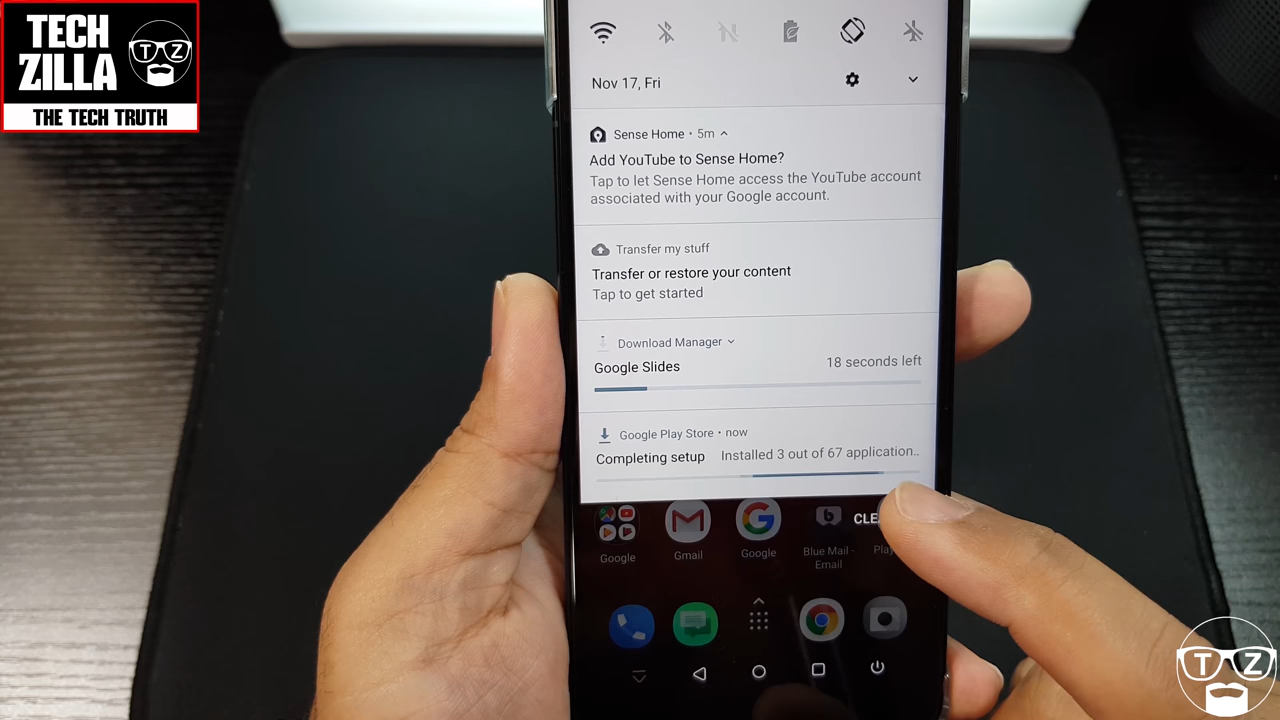 TECH
ZILLA
TZ
THE TECH TRUTH
Nov 17, Fri
Sense Home • 5m
Add YouTube to Sense Home?
Tap to let Sense Home access the YouTube account
associated with your Google account.
Transfer my stuff
Transfer or restore your content
Tap to get started
Download Manager
Google Slides 18 seconds left
Google Play Store • now
Completing setup Installed 3 out of 67 application..
Google
Gmail
Google
Blue Mail -
Email
TZ